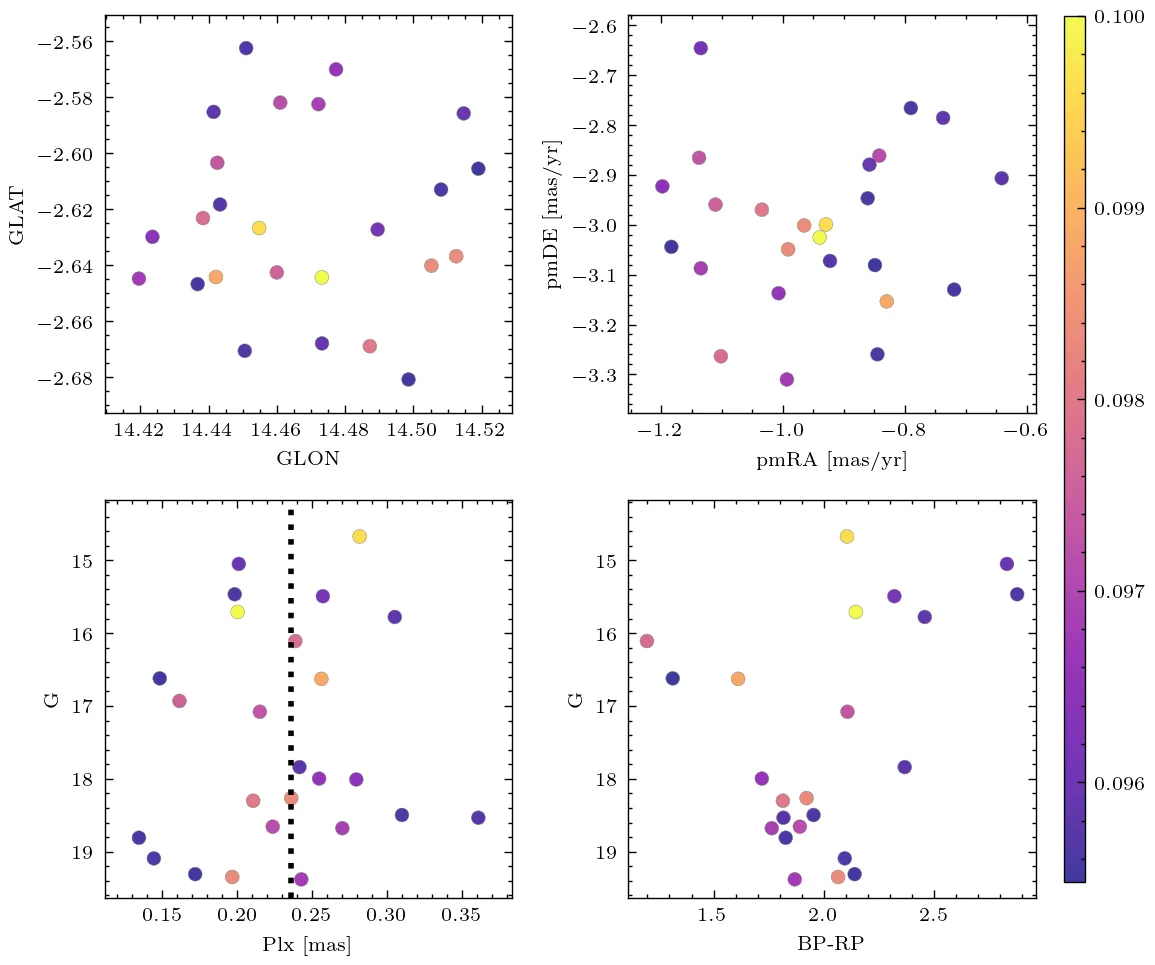 −2.56
−2.58
−2.60
−2.62
−2.64
−2.66
−2.68
GLAT
14.42 14.44 14.46 14.48 14.50 14.52
GLON
−2.6
−2.7
−2.8
−2.9
−3.0
−3.1
−3.2
−3.3
pmDE [mas/yr]
−1.2 −1.0 −0.8 −0.6
pmRA [mas/yr]
15
16
17
18
19
G
0.15 0.20 0.25 0.30 0.35
Plx [mas]
15
16
17
18
19
G
1.5 2.0 2.5
BP-RP
0.100
0.099
0.098
0.097
0.096